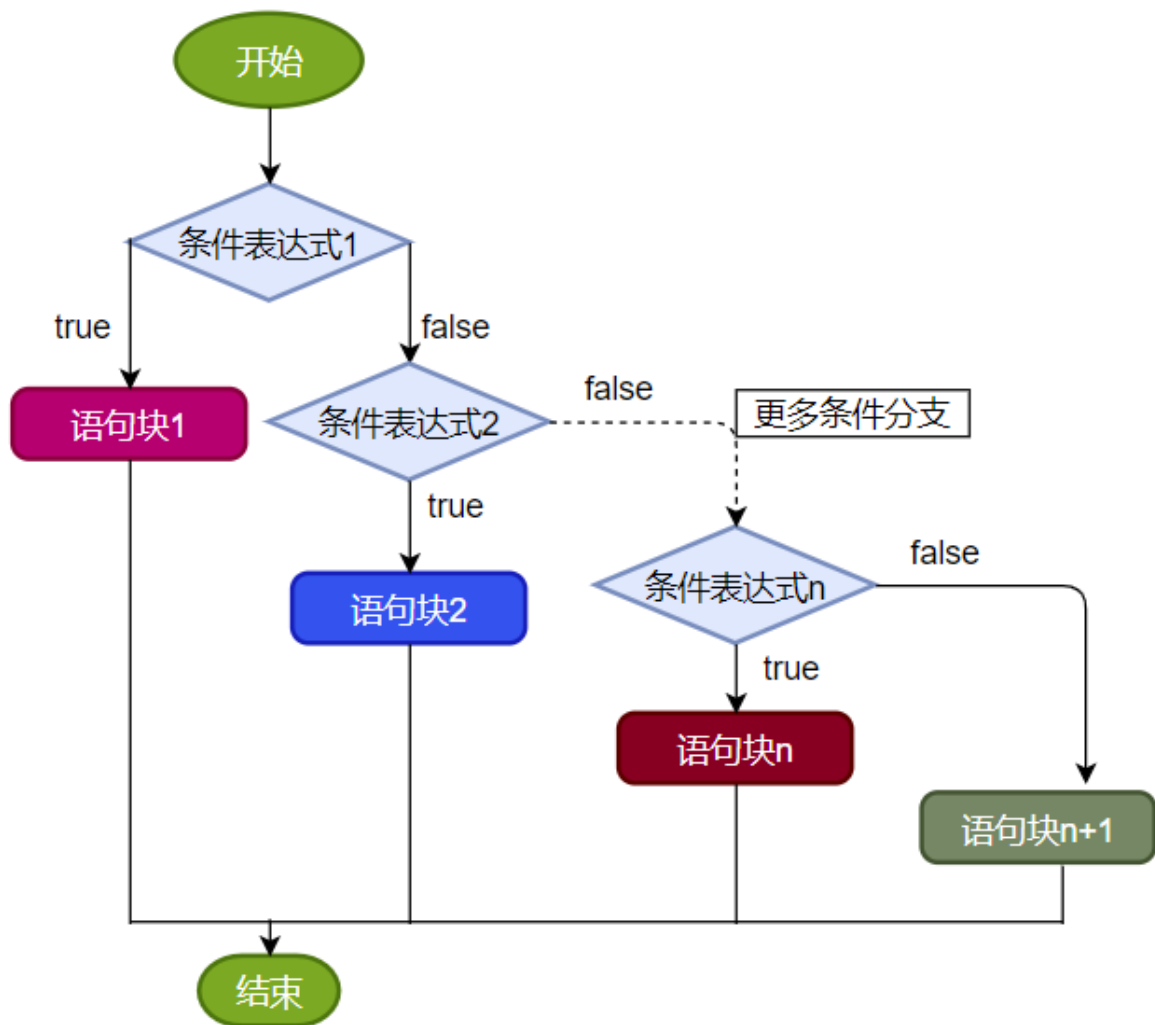 开始
条件表达式1
true
false
语句块1
条件表达式2
false
更多条件分支
true
语句块2
条件表达式n
false
true
语句块n
语句块n+1
结束